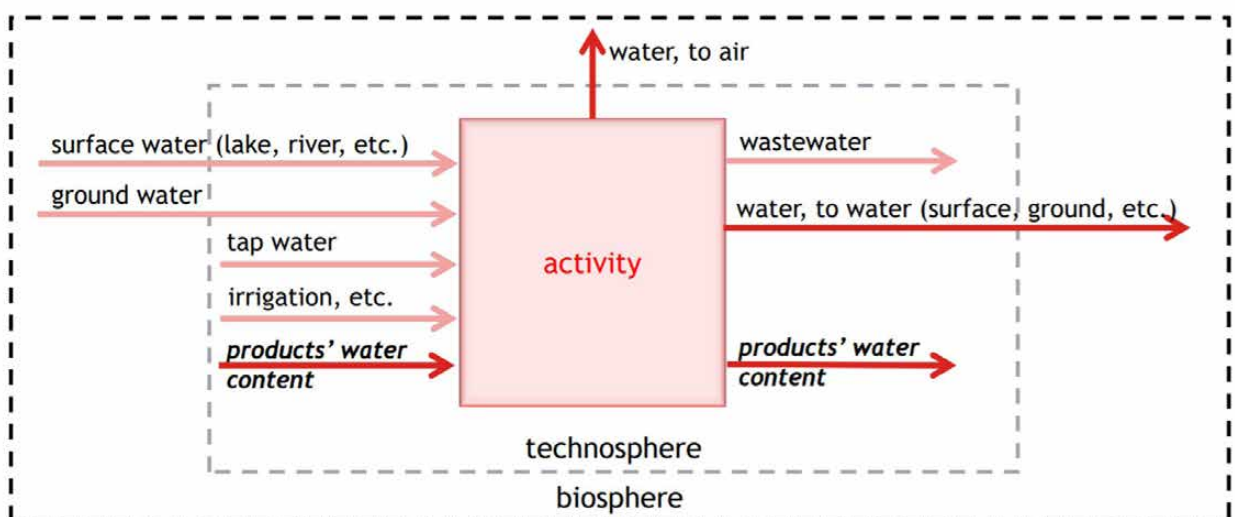 water, to air
surface water (lake, river, etc.)
ground water
tap water
irrigation, etc.
products’ water
content
activity
wastewater
water, to water (surface, ground, etc.)
products’ water
content
technosphere
biosphere